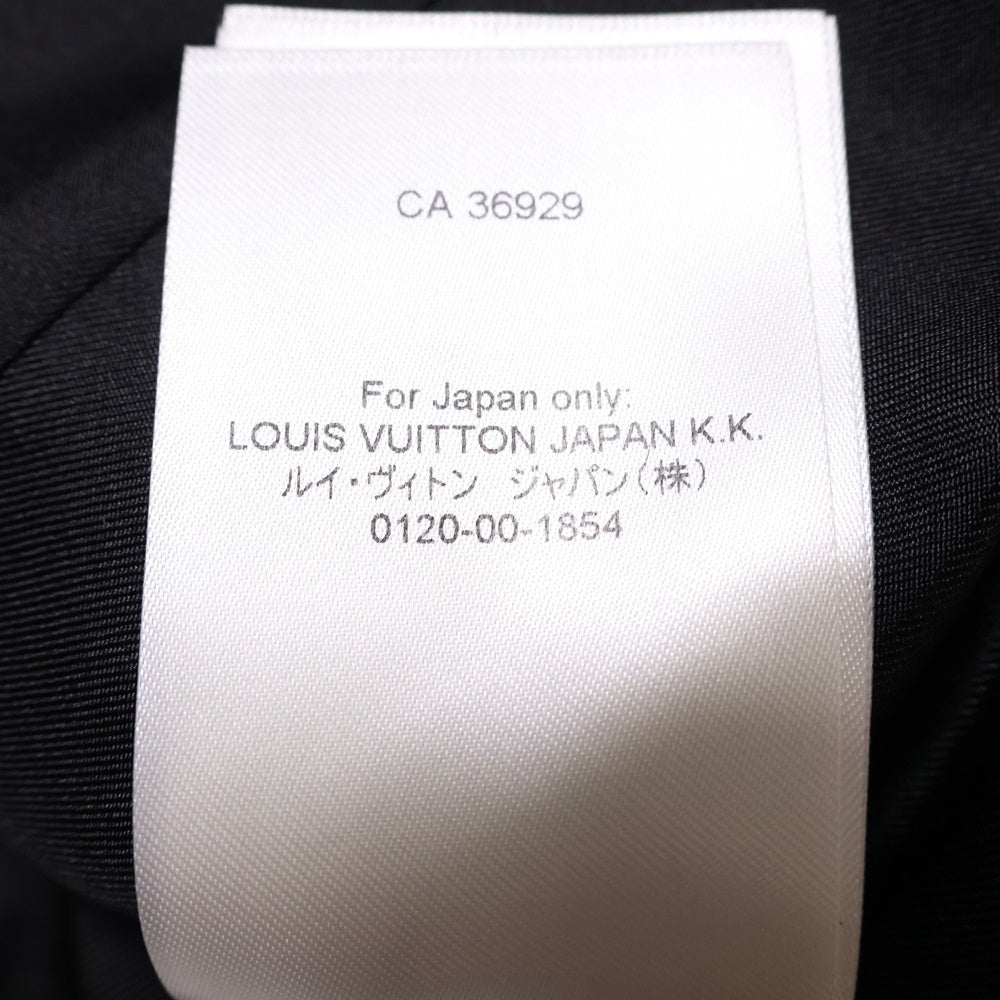 CA 36929
For Japan only:
LOUIS VUITTON JAPAN K.K.
ルイ・ヴィトン ジャパン(株)
0120-00-1854